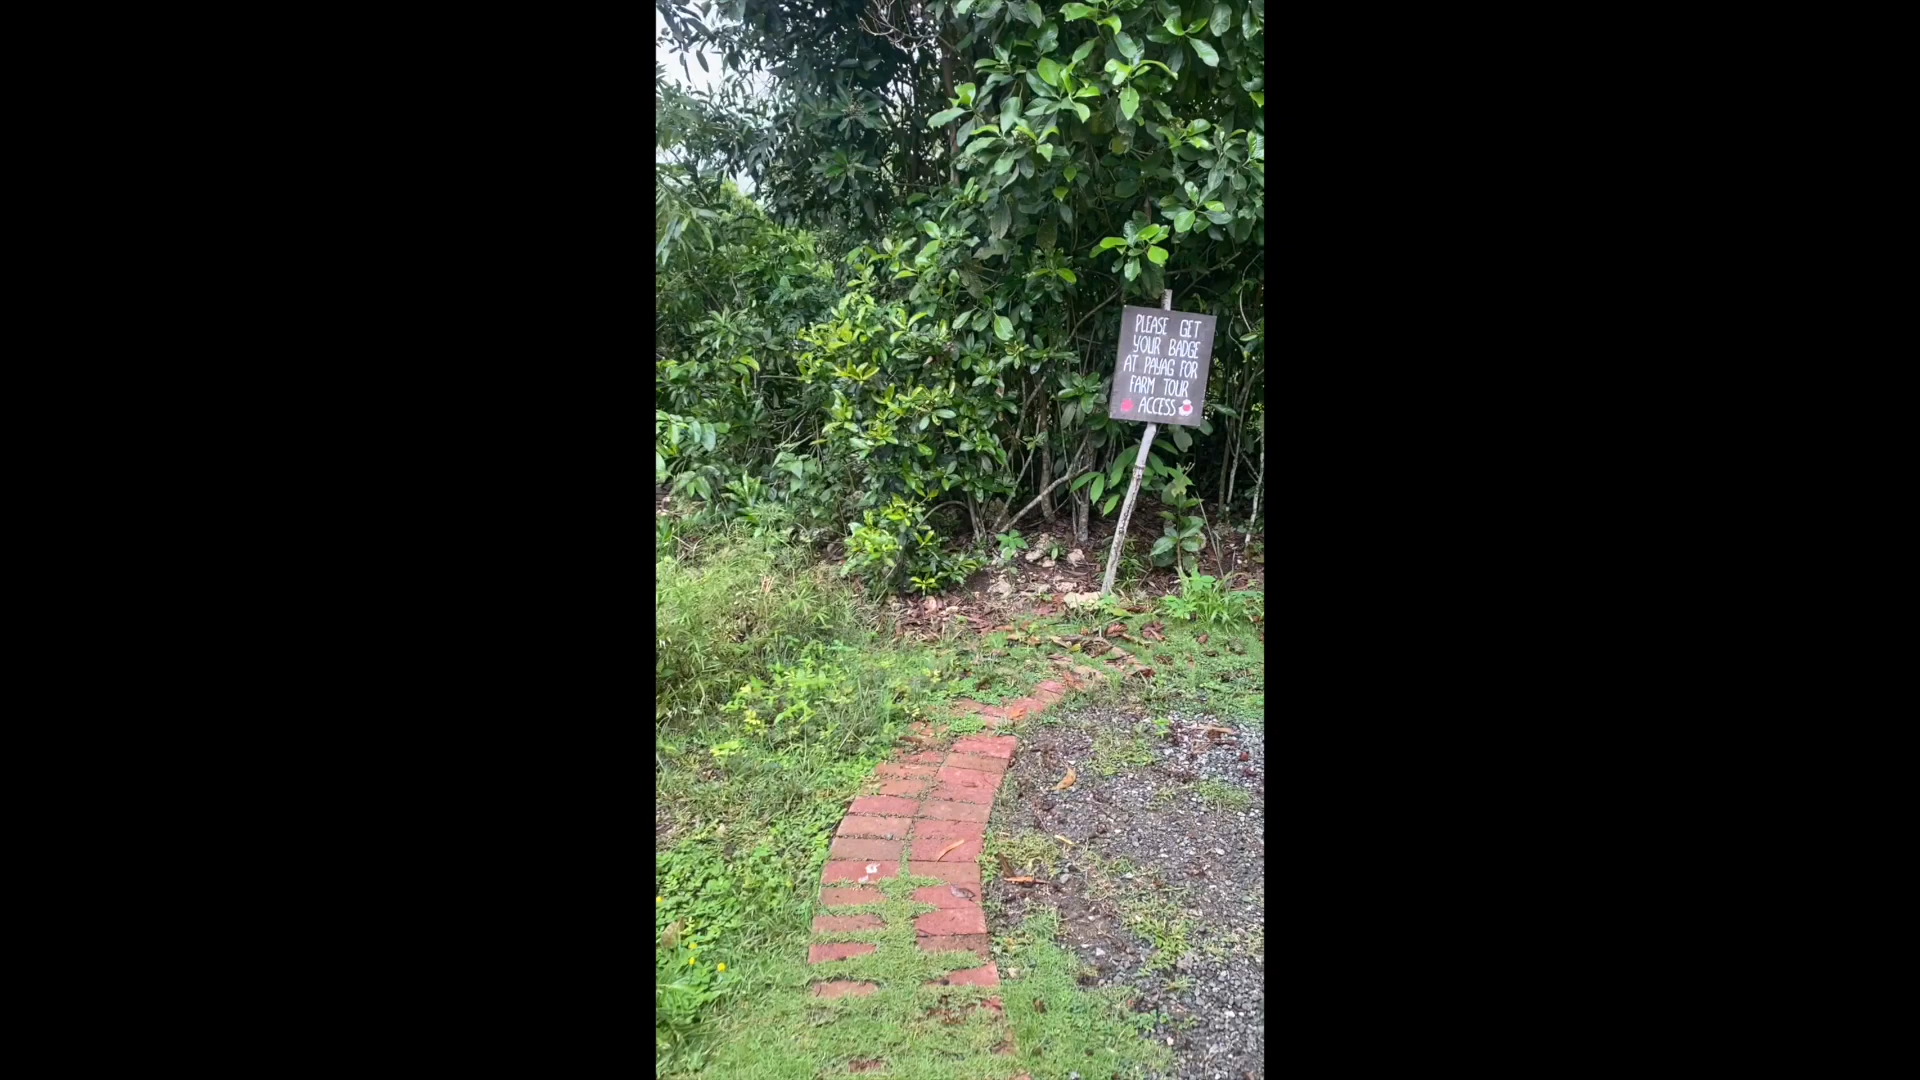 PLEASE GET
YOUR BADGE
AT PAYAG FOR
FARM TOUR
ACCESS